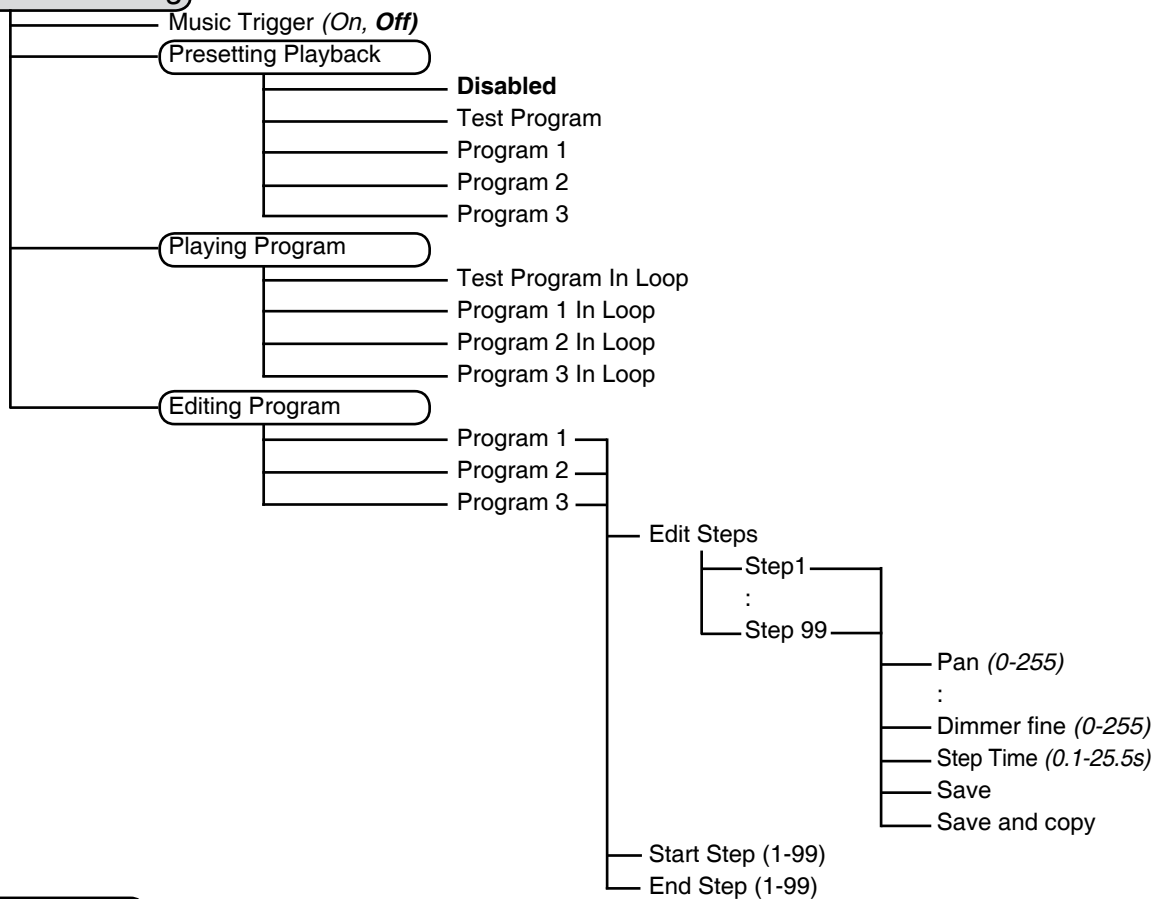 Music Trigger (On, Off)
Presetting Playback
Disabled
Test Program
Program 1
Program 2
Program 3
Playing Program
Test Program In Loop
Program 1 In Loop
Program 2 In Loop
Program 3 In Loop
Editing Program
Program 1
Program 2
Program 3
Edit Steps
Step1
:
Step 99
Pan (0-255)
:
Dimmer fine (0-255)
Step Time (0.1-25.5s)
Save
Save and copy
Start Step (1-99)
End Step (1-99)